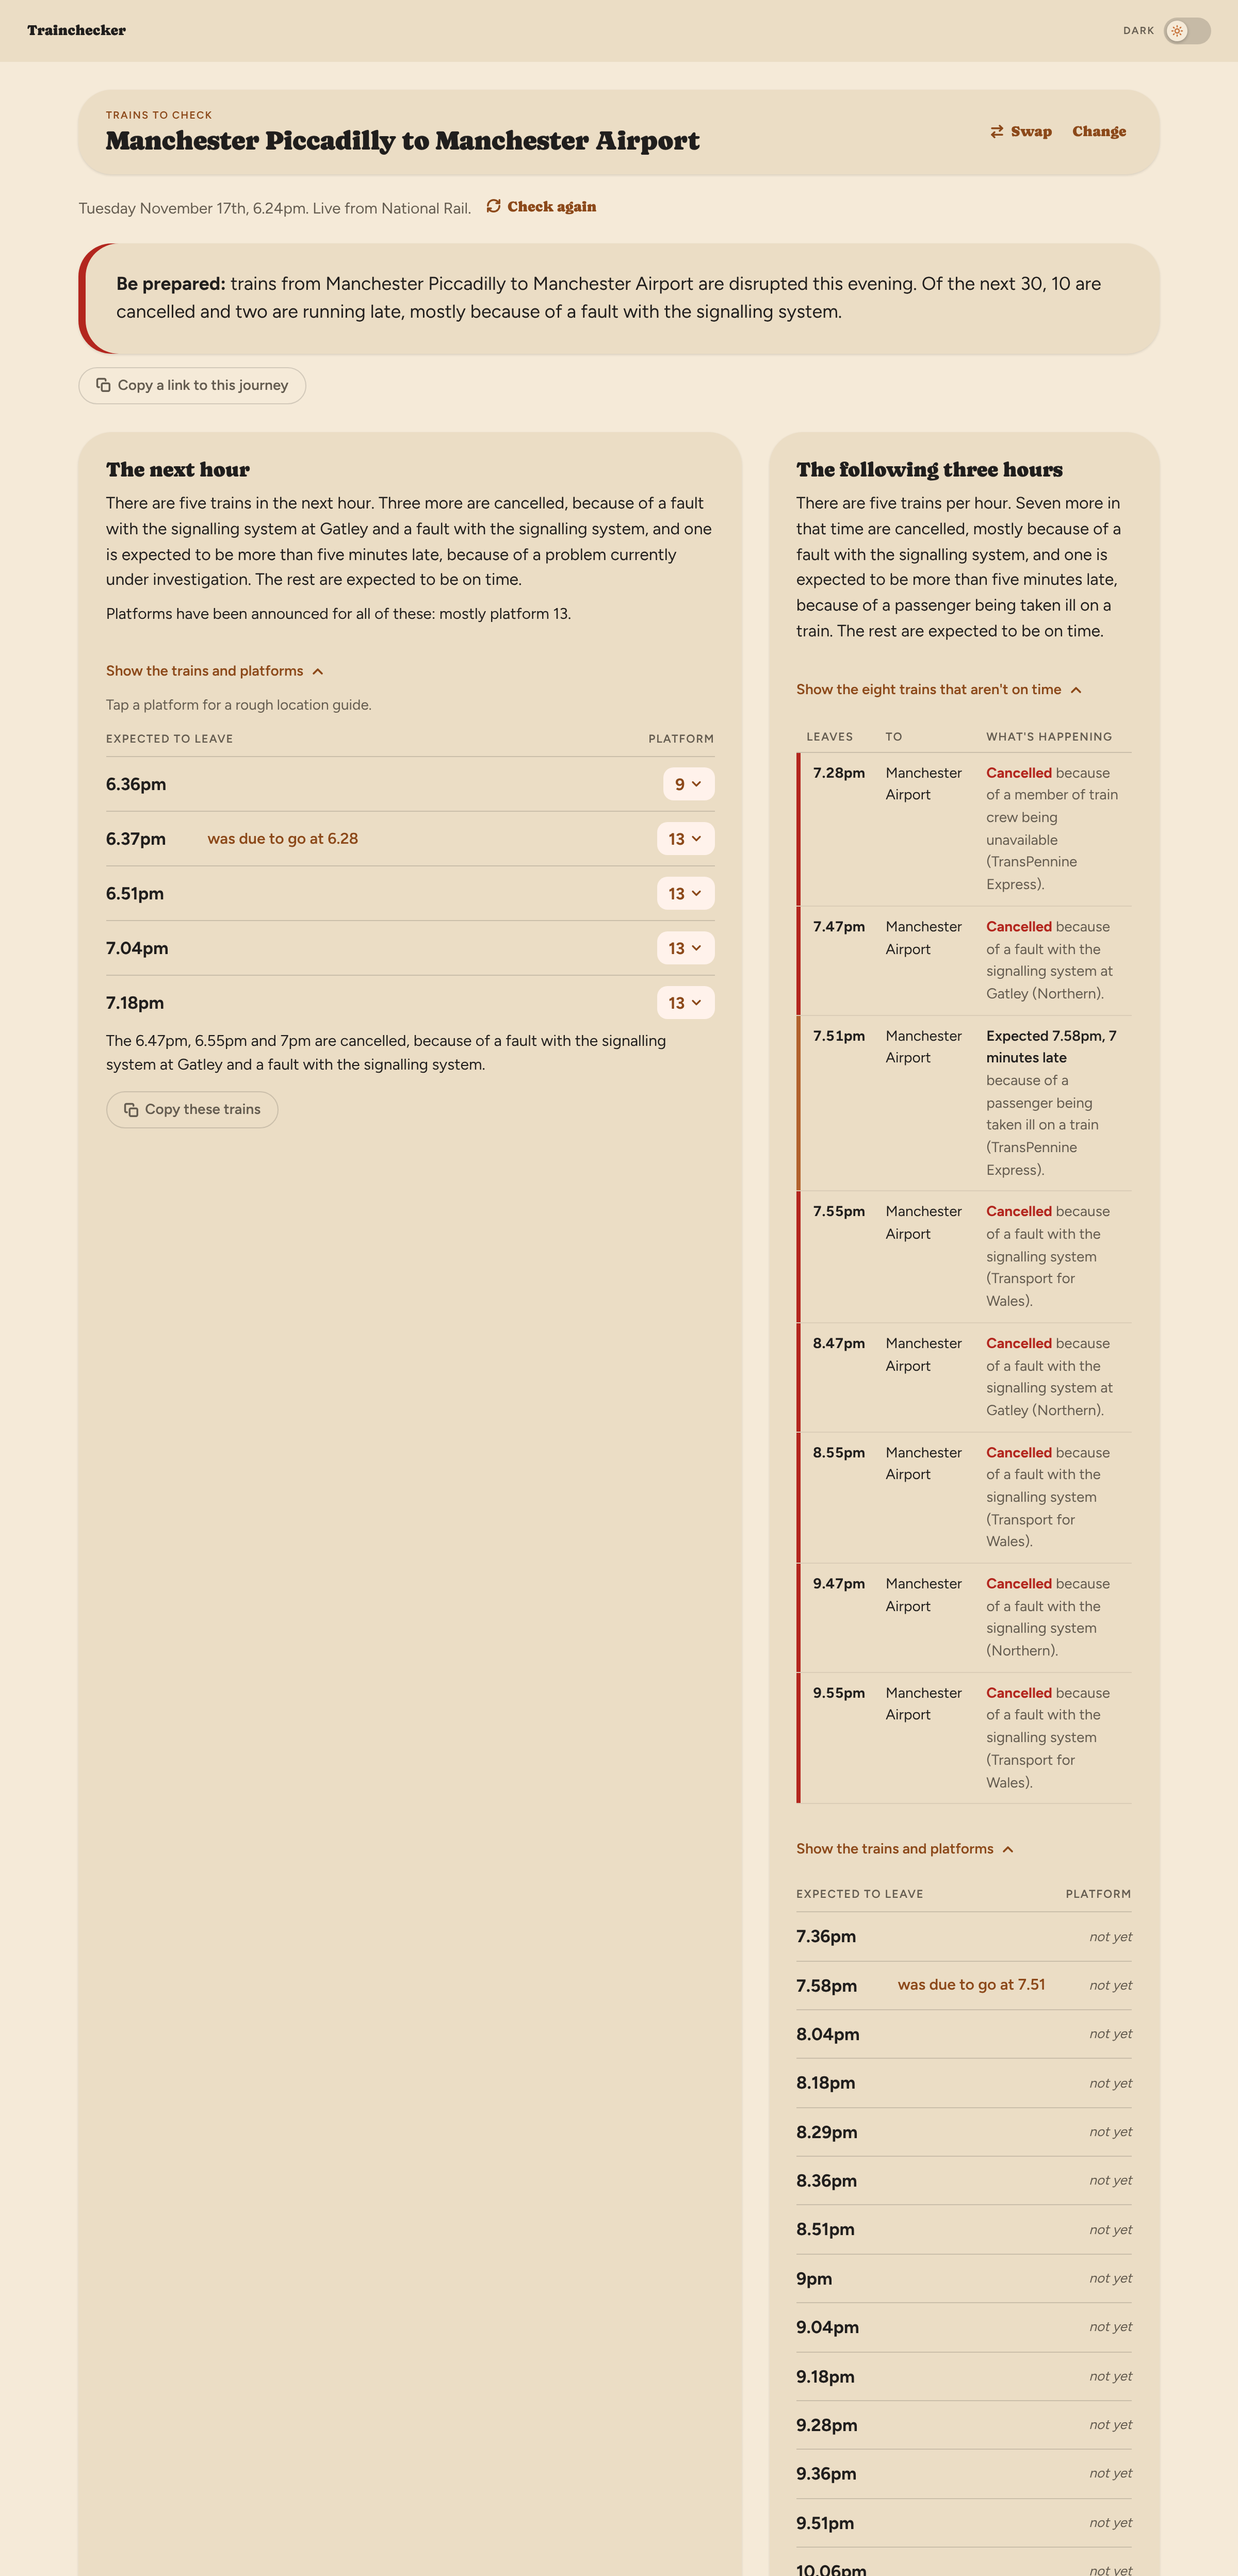 Trainchecker
DARK
TRAINS TO CHECK
Manchester Piccadilly to Manchester Airport
Swap
Change
Tuesday November 17th, 6.24pm. Live from National Rail.
Check again
Be prepared: trains from Manchester Piccadilly to Manchester Airport are disrupted this evening. Of the next 30, 10 are
cancelled and two are running late, mostly because of a fault with the signalling system.
Copy a link to this journey
The next hour
There are five trains in the next hour. Three more are cancelled, because of a fault
with the signalling system at Gatley and a fault with the signalling system, and one
is expected to be more than five minutes late, because of a problem currently
under investigation. The rest are expected to be on time.
Platforms have been announced for all of these: mostly platform 13.
Show the trains and platforms
Tap a platform for a rough location guide.
EXPECTED TO LEAVE PLATFORM
6.36pm 9
6.37pm was due to go at 6.28 13
6.51pm 13
7.04pm 13
7.18pm 13
The 6.47pm, 6.55pm and 7pm are cancelled, because of a fault with the signalling
system at Gatley and a fault with the signalling system.
Copy these trains
The following three hours
There are five trains per hour. Seven more in
that time are cancelled, mostly because of a
fault with the signalling system, and one is
expected to be more than five minutes late,
because of a passenger being taken ill on a
train. The rest are expected to be on time.
Show the eight trains that aren't on time
LEAVES TO WHAT'S HAPPENING
7.28pm Manchester Cancelled because
Airport of a member of train
crew being
unavailable
(TransPennine
Express).
7.47pm Manchester Cancelled because
Airport of a fault with the
signalling system at
Gatley (Northern).
7.51pm Manchester Expected 7.58pm, 7
Airport minutes late
because of a
passenger being
taken ill on a train
(TransPennine
Express).
7.55pm Manchester Cancelled because
Airport of a fault with the
signalling system
(Transport for
Wales).
8.47pm Manchester Cancelled because
Airport of a fault with the
signalling system at
Gatley (Northern).
8.55pm Manchester Cancelled because
Airport of a fault with the
signalling system
(Transport for
Wales).
9.47pm Manchester Cancelled because
Airport of a fault with the
signalling system
(Northern).
9.55pm Manchester Cancelled because
Airport of a fault with the
signalling system
(Transport for
Wales).
Show the trains and platforms
EXPECTED TO LEAVE PLATFORM
7.36pm not yet
7.58pm was due to go at 7.51 not yet
8.04pm not yet
8.18pm not yet
8.29pm not yet
8.36pm not yet
8.51pm not yet
9pm not yet
9.04pm not yet
9.18pm not yet
9.28pm not yet
9.36pm not yet
9.51pm not yet
10.06pm not yet